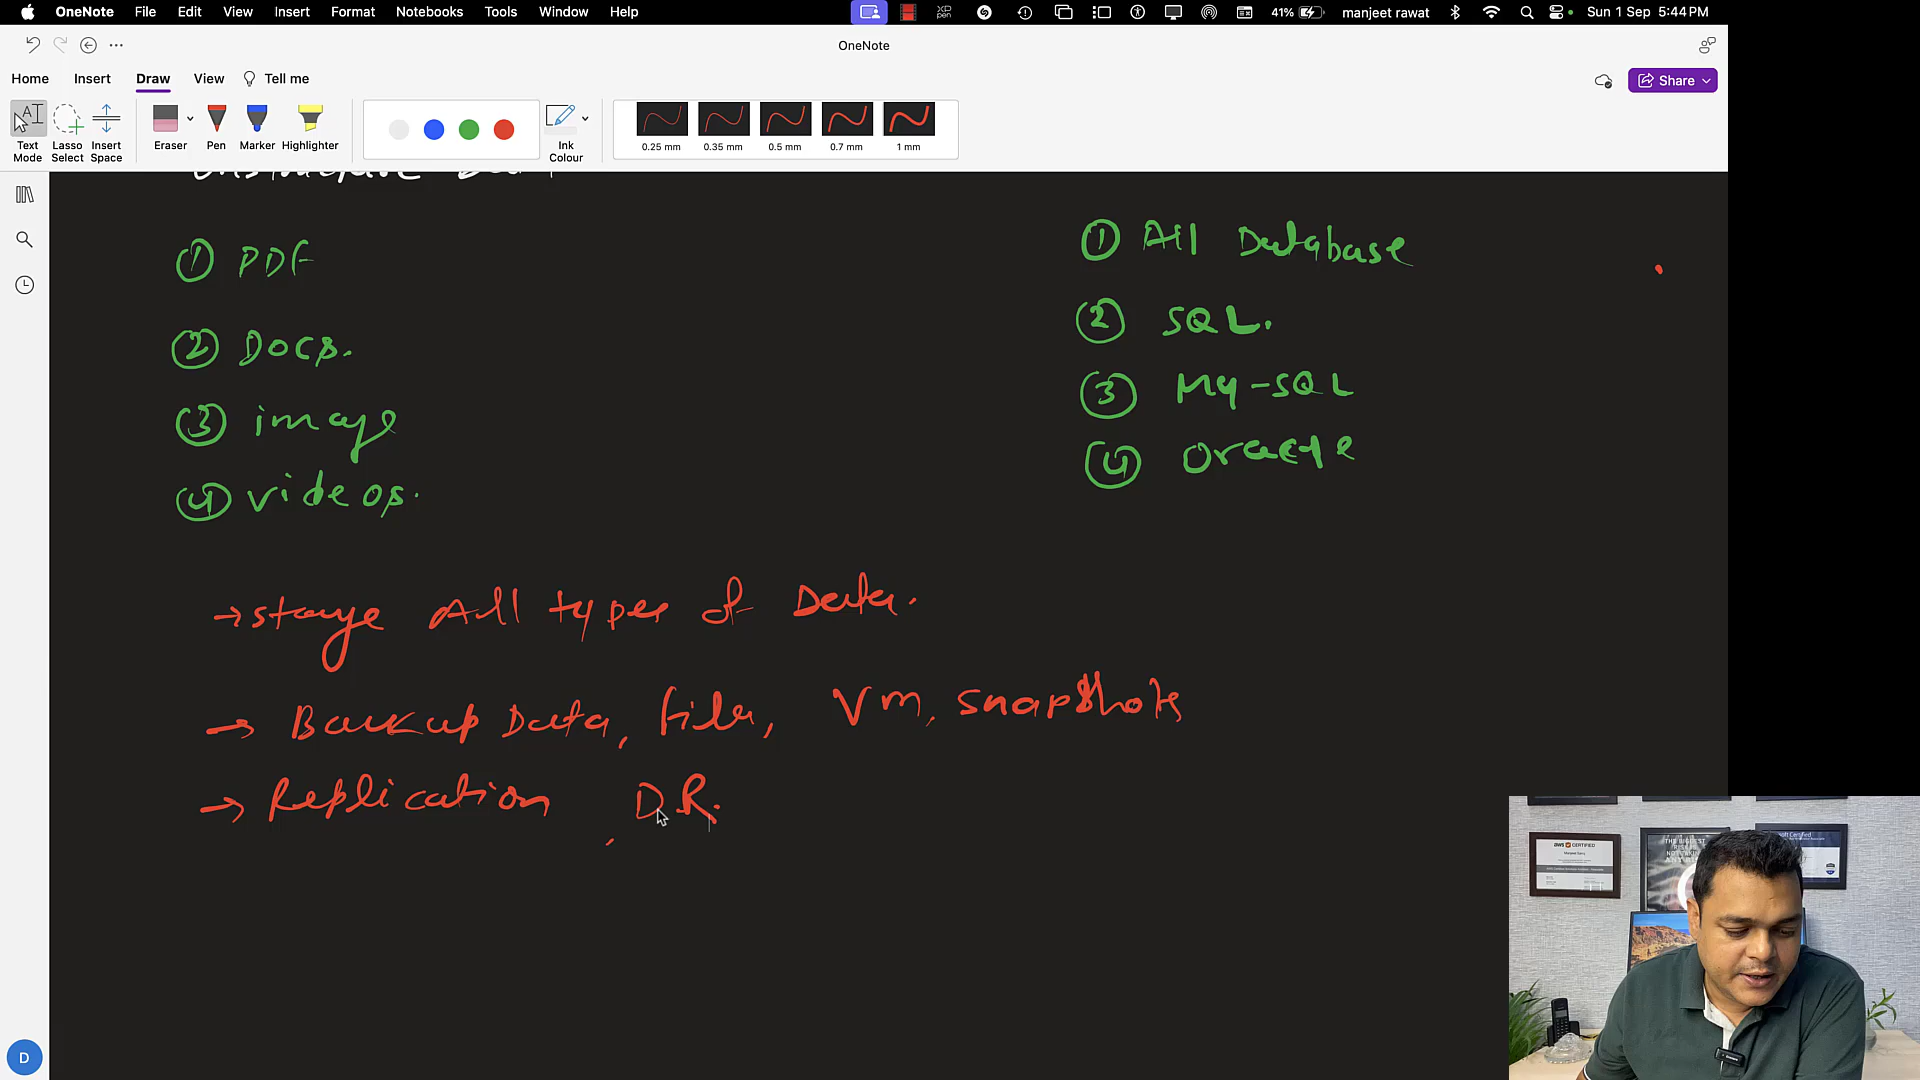 OneNote File Edit View Insert Format Notebooks Tools Window Help 41% manjeet rawat Sun 1 Sep 5:44 PM
OneNote
Home Insert Draw View Tell me Share
Text Mode Lasso Select Insert Space Eraser Pen Marker Highlighter Ink Colour 0.25 mm 0.35 mm 0.5 mm 0.7 mm 1 mm
① PDF
② Docs.
③ image
④ videos.
① All Database
② SQL.
③ My-SQL
④ Oracle
→ storage All types of Data.
→ Backup Data, files, Vm, snapshots
→ Replication, D.R.
D
AWS CERTIFIED